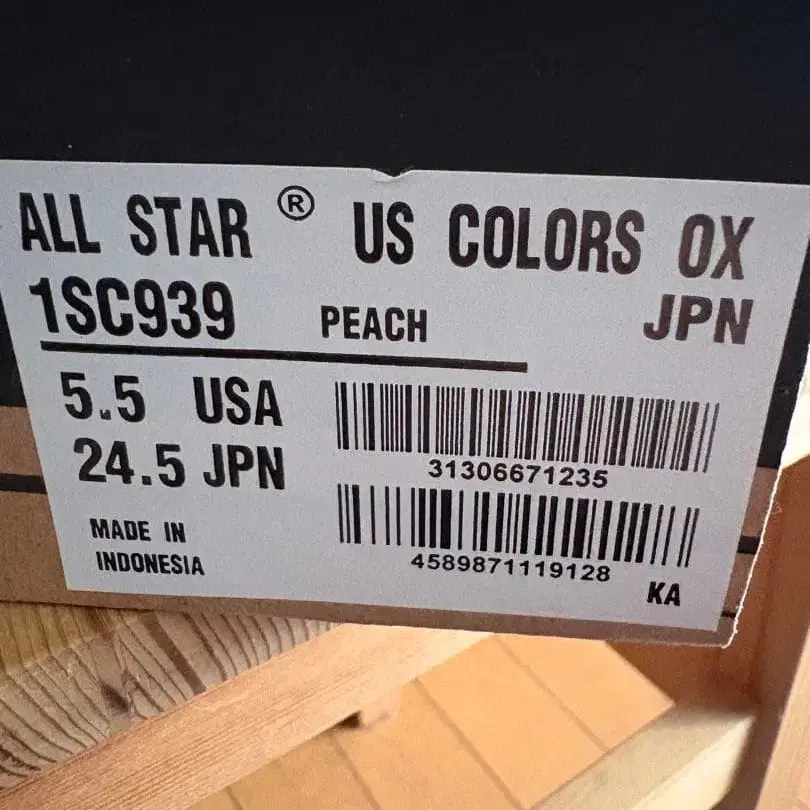 ALL STAR ® US COLORS OX
1SC939 PEACH JPN
5.5 USA
24.5 JPN
31306671235
4589871119128
MADE IN
INDONESIA
KA